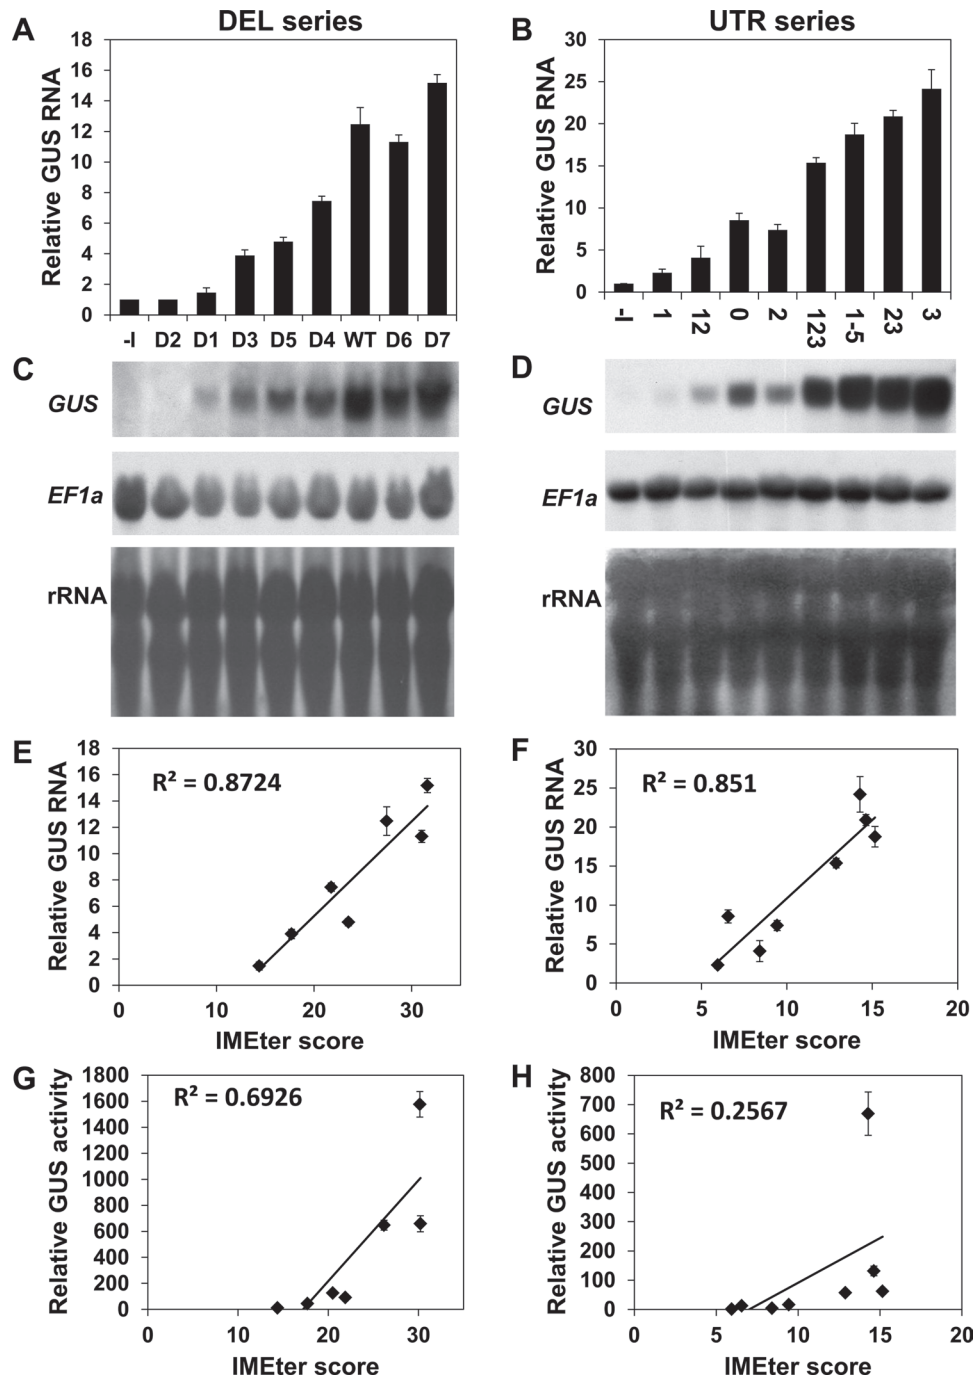 A
DEL series
Relative GUS RNA
18
16
14
12
10
8
6
4
2
0
-I D2 D1 D3 D5 D4 WT D6 D7
B
UTR series
Relative GUS RNA
30
25
20
15
10
5
0
-I 1 12 0 2 123 1-5 23 3
C
GUS
EF1a
rRNA
D
GUS
EF1a
rRNA
E
Relative GUS RNA
18
16
14
12
10
8
6
4
2
0
R² = 0.8724
0 10 20 30
IMEter score
F
Relative GUS RNA
30
25
20
15
10
5
0
R² = 0.851
0 5 10 15 20
IMEter score
G
Relative GUS activity
1800
1600
1400
1200
1000
800
600
400
200
0
R² = 0.6926
0 10 20 30
IMEter score
H
Relative GUS activity
800
700
600
500
400
300
200
100
0
R² = 0.2567
0 5 10 15 20
IMEter score